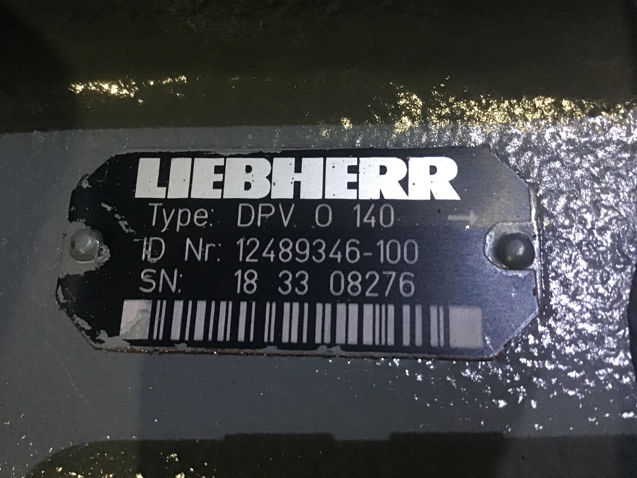 LIEBHERR
Type: DPV O 140 →
ID Nr: 12489346-100
SN: 18 33 08276